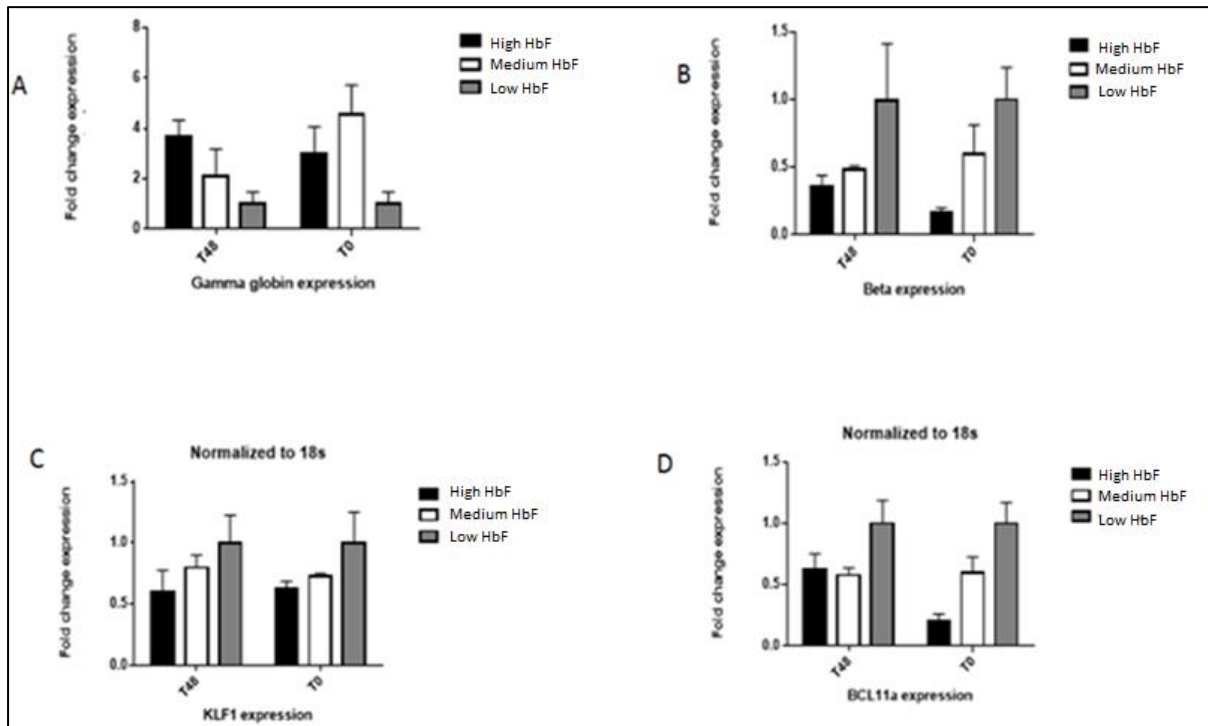 A
Fold change expression
8
6
4
2
0
T48
T0
Gamma globin expression
High HbF
Medium HbF
Low HbF
B
Fold change expression
1.5
1.0
0.5
0.0
T48
T0
Beta expression
High HbF
Medium HbF
Low HbF
C
Normalized to 18s
Fold change expression
1.5
1.0
0.5
0.0
T48
T0
KLF1 expression
High HbF
Medium HbF
Low HbF
D
Normalized to 18s
Fold change expression
1.5
1.0
0.5
0.0
T48
T0
BCL11a expression
High HbF
Medium HbF
Low HbF